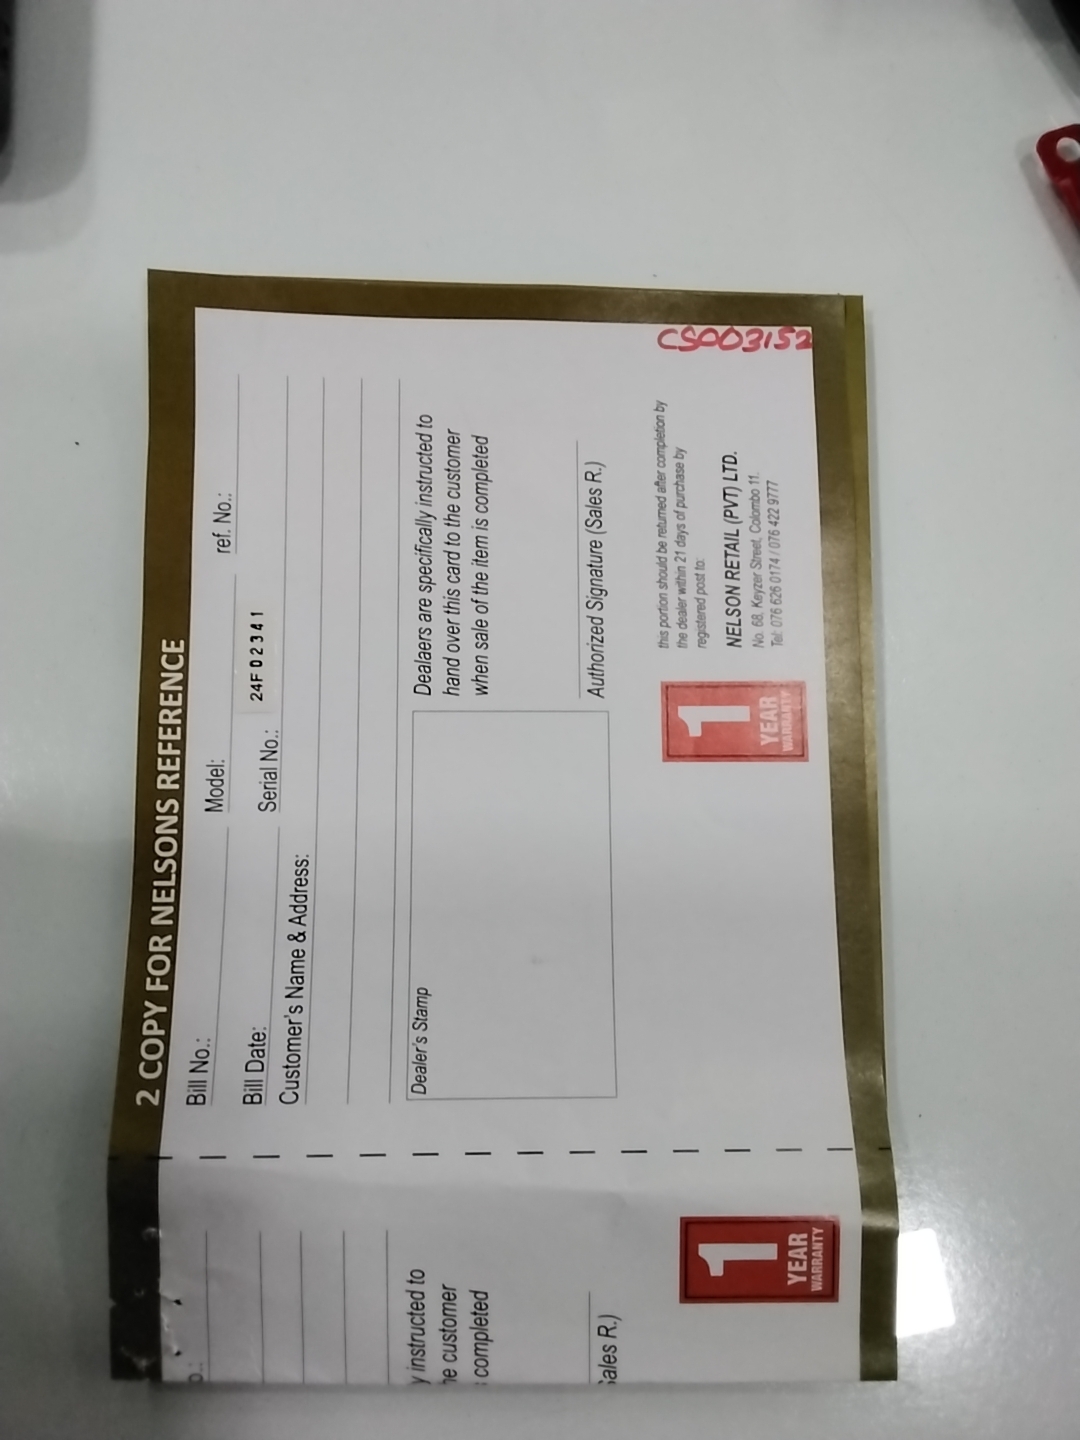 2 COPY FOR NELSONS REFERENCE
Bill No.: Model: ref. No.:
Bill Date: Serial No.: 24F02341
Customer's Name & Address:
Dealer's Stamp
Dealaers are specifically instructed to
hand over this card to the customer
when sale of the item is completed
Authorized Signature (Sales R.)
1
YEAR
WARRANTY
this portion should be returned after completion by
the dealer within 21 days of purchase by
registered post to:
NELSON RETAIL (PVT) LTD.
No. 68, Keyzer Street, Colombo 11.
Tel: 076 626 0174 / 076 422 9777
CS003152
y instructed to
he customer
completed
ales R.)
1
YEAR
WARRANTY